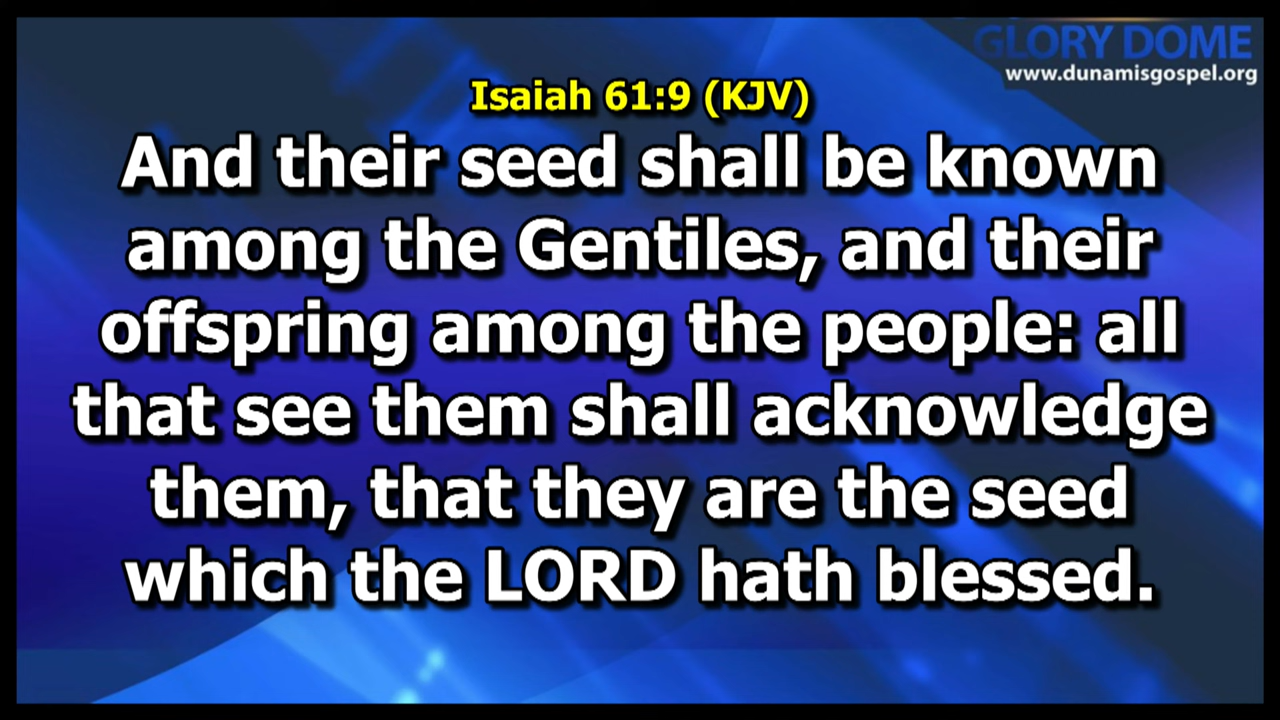 GLORY DOME
www.dunamisgospel.org
Isaiah 61:9 (KJV)
And their seed shall be known
among the Gentiles, and their
offspring among the people: all
that see them shall acknowledge
them, that they are the seed
which the LORD hath blessed.